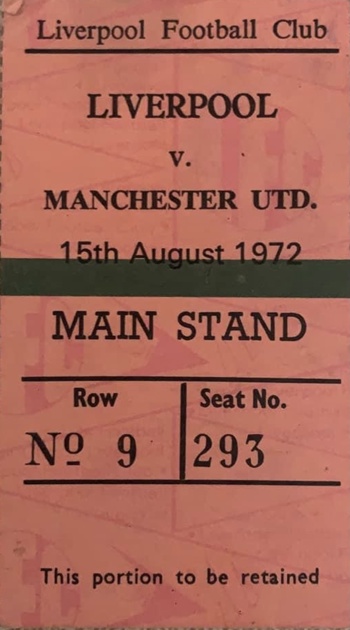 Liverpool Football Club
LIVERPOOL
v.
MANCHESTER UTD.
15th August 1972
MAIN STAND
Row Seat No.
Nº 9 293
This portion to be retained